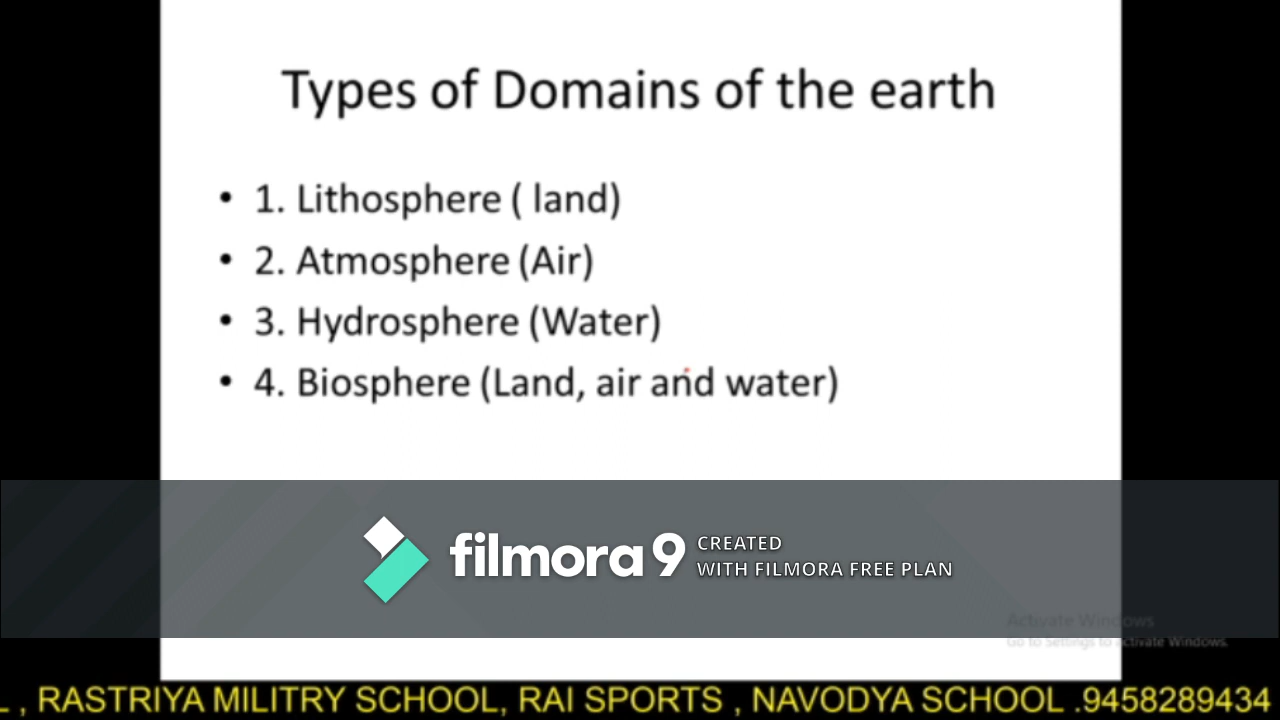 Types of Domains of the earth
• 1. Lithosphere ( land)
• 2. Atmosphere (Air)
• 3. Hydrosphere (Water)
• 4. Biosphere (Land, air and water)
filmora 9 CREATED
WITH FILMORA FREE PLAN
Activate Windows
Go to Settings to activate Windows.
, RASTRIYA MILITRY SCHOOL, RAI SPORTS , NAVODYA SCHOOL .9458289434